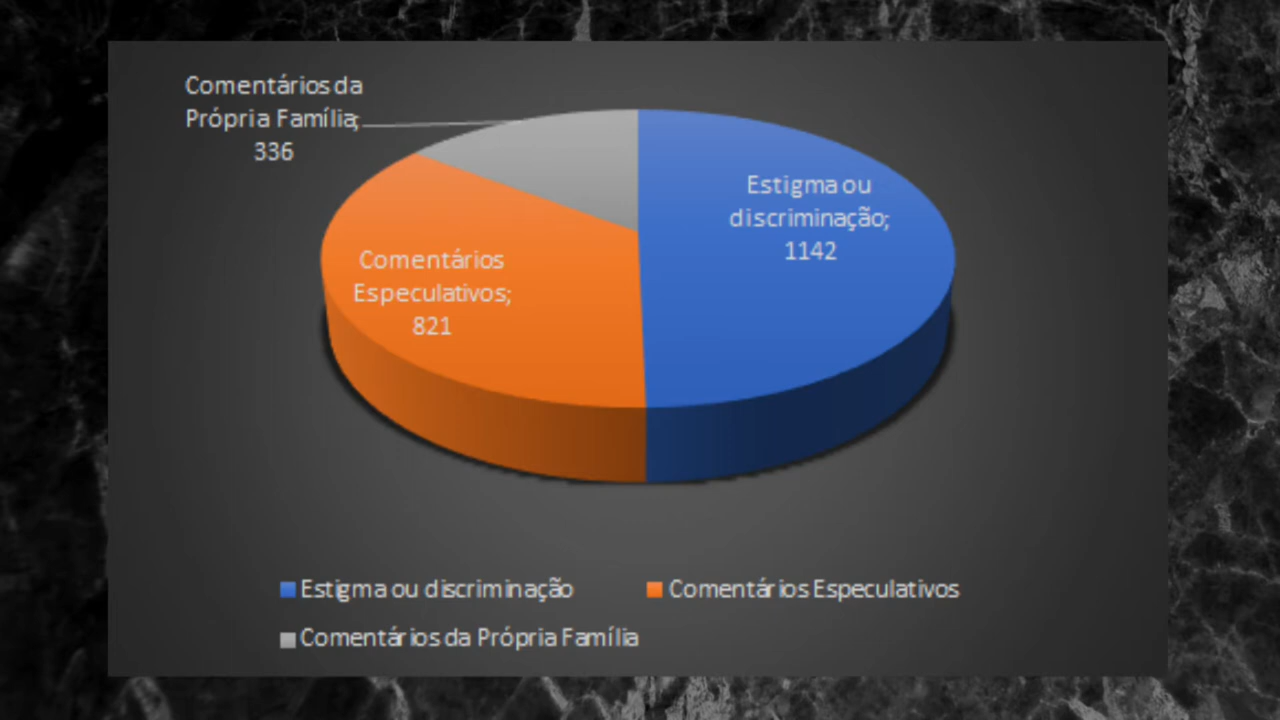 Comentários da
Própria Família;
336
Estigma ou
discriminação;
1142
Comentários
Especulativos;
821
Estigma ou discriminação
Comentários Especulativos
Comentários da Própria Família